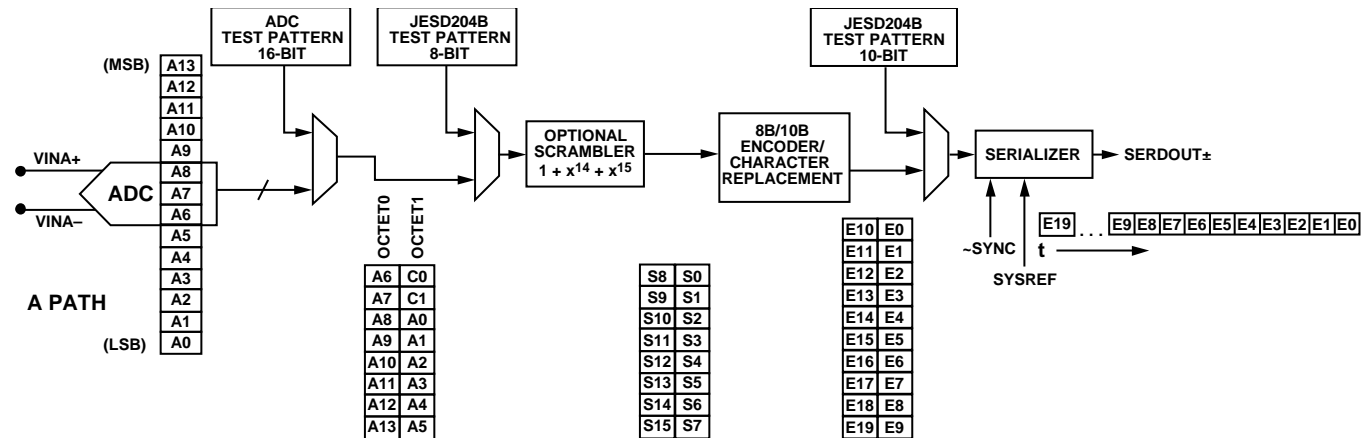 ADC
TEST PATTERN
16-BIT
JESD204B
TEST PATTERN
8-BIT
JESD204B
TEST PATTERN
10-BIT
(MSB)
A13
A12
A11
A10
A9
A8
A7
A6
A5
A4
A3
A2
A1
(LSB)
A0
VINA+
ADC
VINA–
A PATH
OPTIONAL
SCRAMBLER
1 + x14 + x15
8B/10B
ENCODER/
CHARACTER
REPLACEMENT
SERIALIZER
SERDOUT±
~SYNC
SYSREF
E19 . . . E9 E8 E7 E6 E5 E4 E3 E2 E1 E0
t
OCTET0
OCTET1
A6 C0
A7 C1
A8 A0
A9 A1
A10 A2
A11 A3
A12 A4
A13 A5
S8 S0
S9 S1
S10 S2
S11 S3
S12 S4
S13 S5
S14 S6
S15 S7
E10 E0
E11 E1
E12 E2
E13 E3
E14 E4
E15 E5
E16 E6
E17 E7
E18 E8
E19 E9